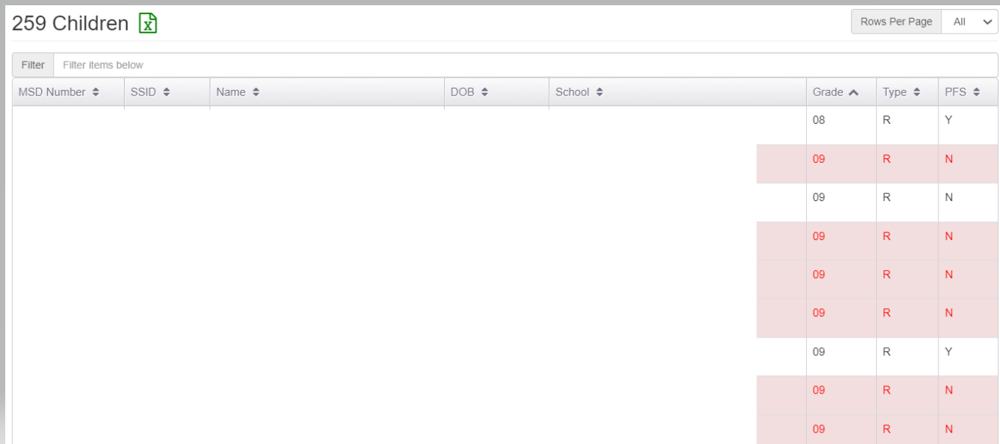 259 Children
Rows Per Page All
Filter Filter items below
MSD Number SSID Name DOB School Grade Type PFS
08 R Y
09 R N
09 R N
09 R N
09 R N
09 R N
09 R Y
09 R N
09 R N